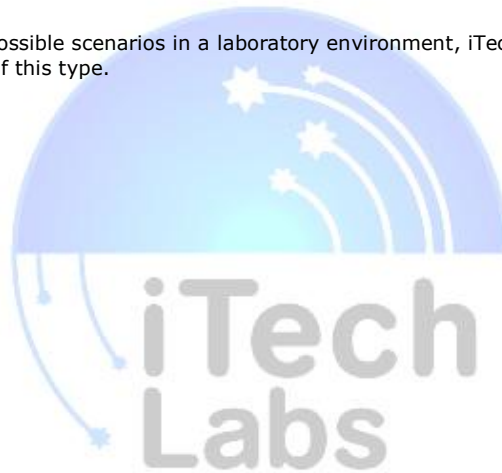 ossible scenarios in a laboratory environment, iTec
f this type.
iTech
Labs